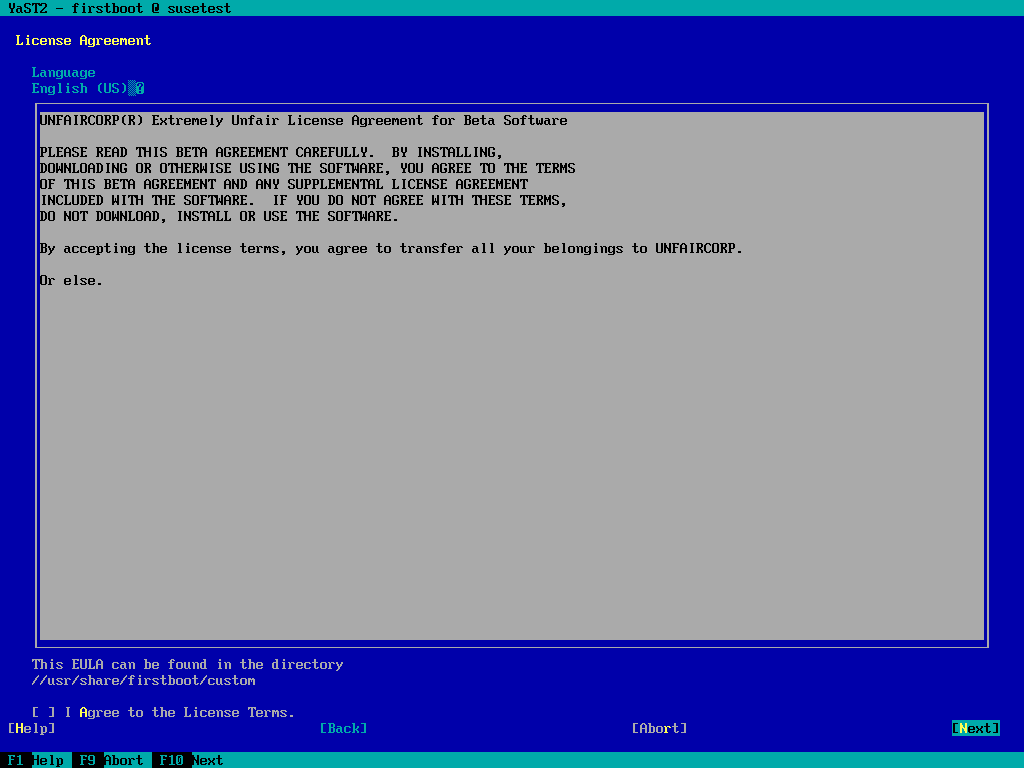 YaST2 - firstboot @ susetest
License Agreement
Language
English (US)
UNFAIRCORP(R) Extremely Unfair License Agreement for Beta Software
PLEASE READ THIS BETA AGREEMENT CAREFULLY.  BY INSTALLING,
DOWNLOADING OR OTHERWISE USING THE SOFTWARE, YOU AGREE TO THE TERMS
OF THIS BETA AGREEMENT AND ANY SUPPLEMENTAL LICENSE AGREEMENT
INCLUDED WITH THE SOFTWARE.  IF YOU DO NOT AGREE WITH THESE TERMS,
DO NOT DOWNLOAD, INSTALL OR USE THE SOFTWARE.
By accepting the license terms, you agree to transfer all your belongings to UNFAIRCORP.
Or else.
This EULA can be found in the directory
//usr/share/firstboot/custom
[ ] I Agree to the License Terms.
[Help] [Back] [Abort] [Next]
F1 Help F9 Abort F10 Next